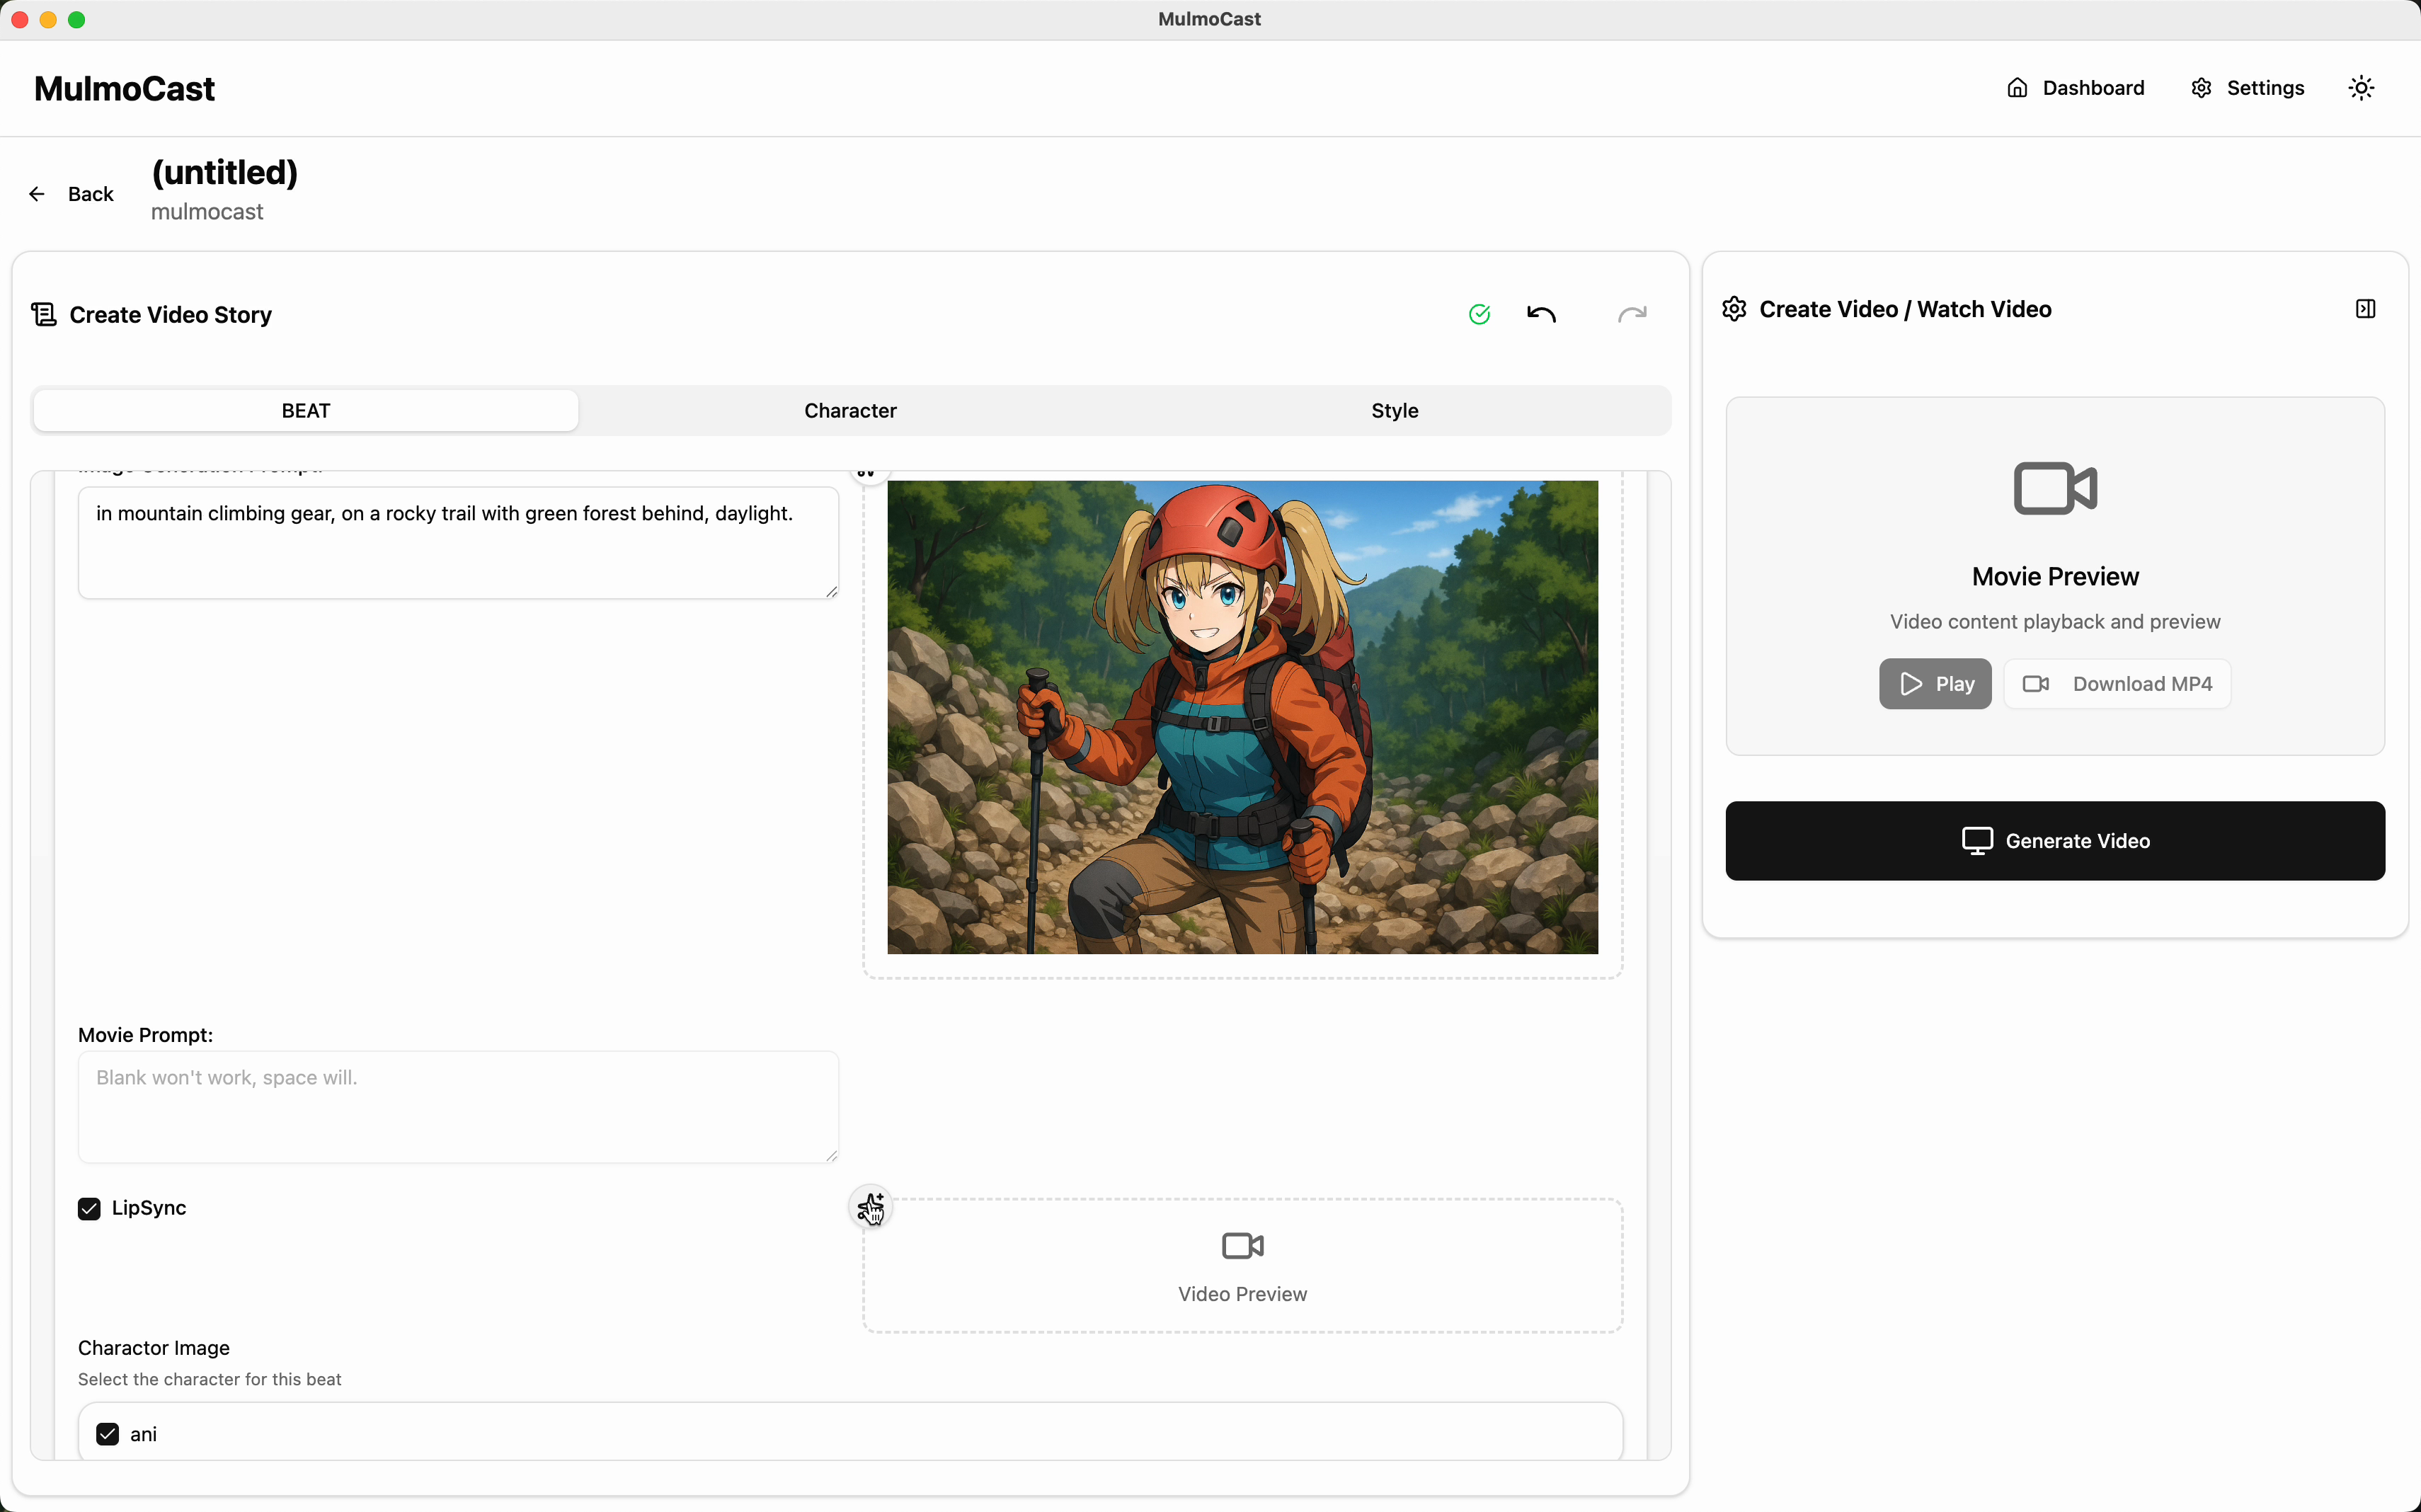 MulmoCast
MulmoCast
Dashboard
Settings
Back
(untitled)
mulmocast
Create Video Story
BEAT
Character
Style
Image Generation Prompt:
in mountain climbing gear, on a rocky trail with green forest behind, daylight.
Movie Prompt:
Blank won't work, space will.
LipSync
Video Preview
Charactor Image
Select the character for this beat
ani
Create Video / Watch Video
Movie Preview
Video content playback and preview
Play
Download MP4
Generate Video